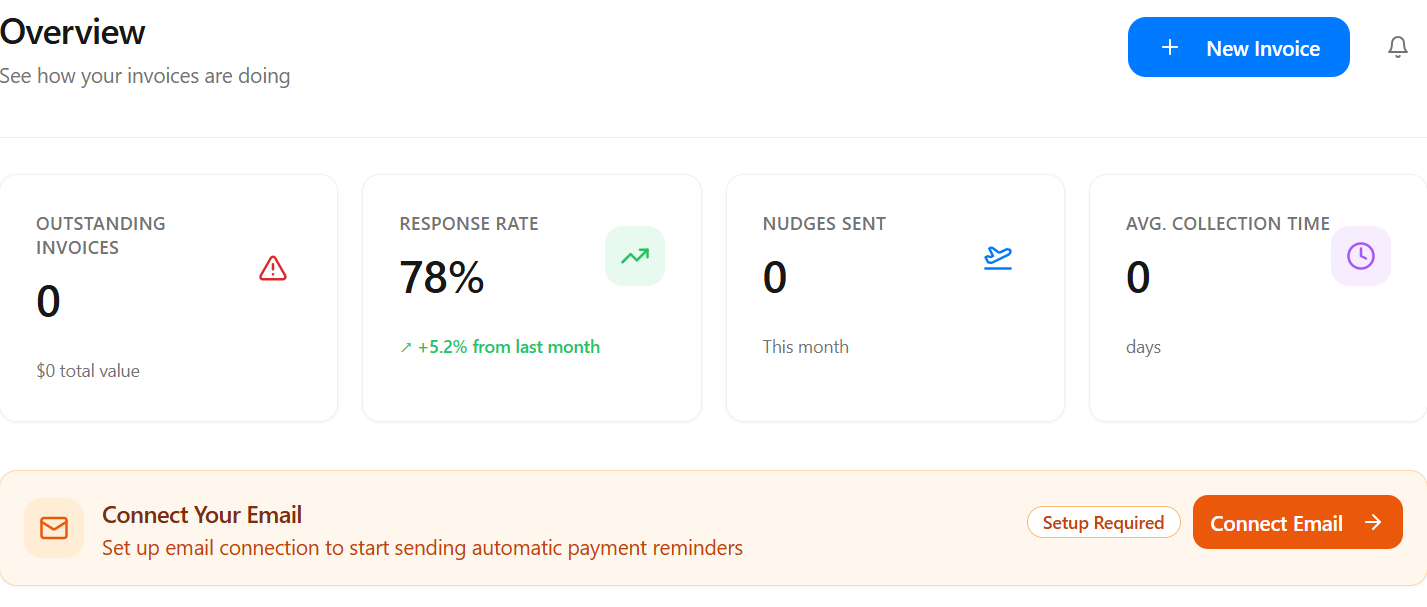 Overview
See how your invoices are doing
+ New Invoice
OUTSTANDING
INVOICES
0
$0 total value
RESPONSE RATE
78%
↗ +5.2% from last month
NUDGES SENT
0
This month
AVG. COLLECTION TIME
0
days
Connect Your Email
Set up email connection to start sending automatic payment reminders
Setup Required
Connect Email →